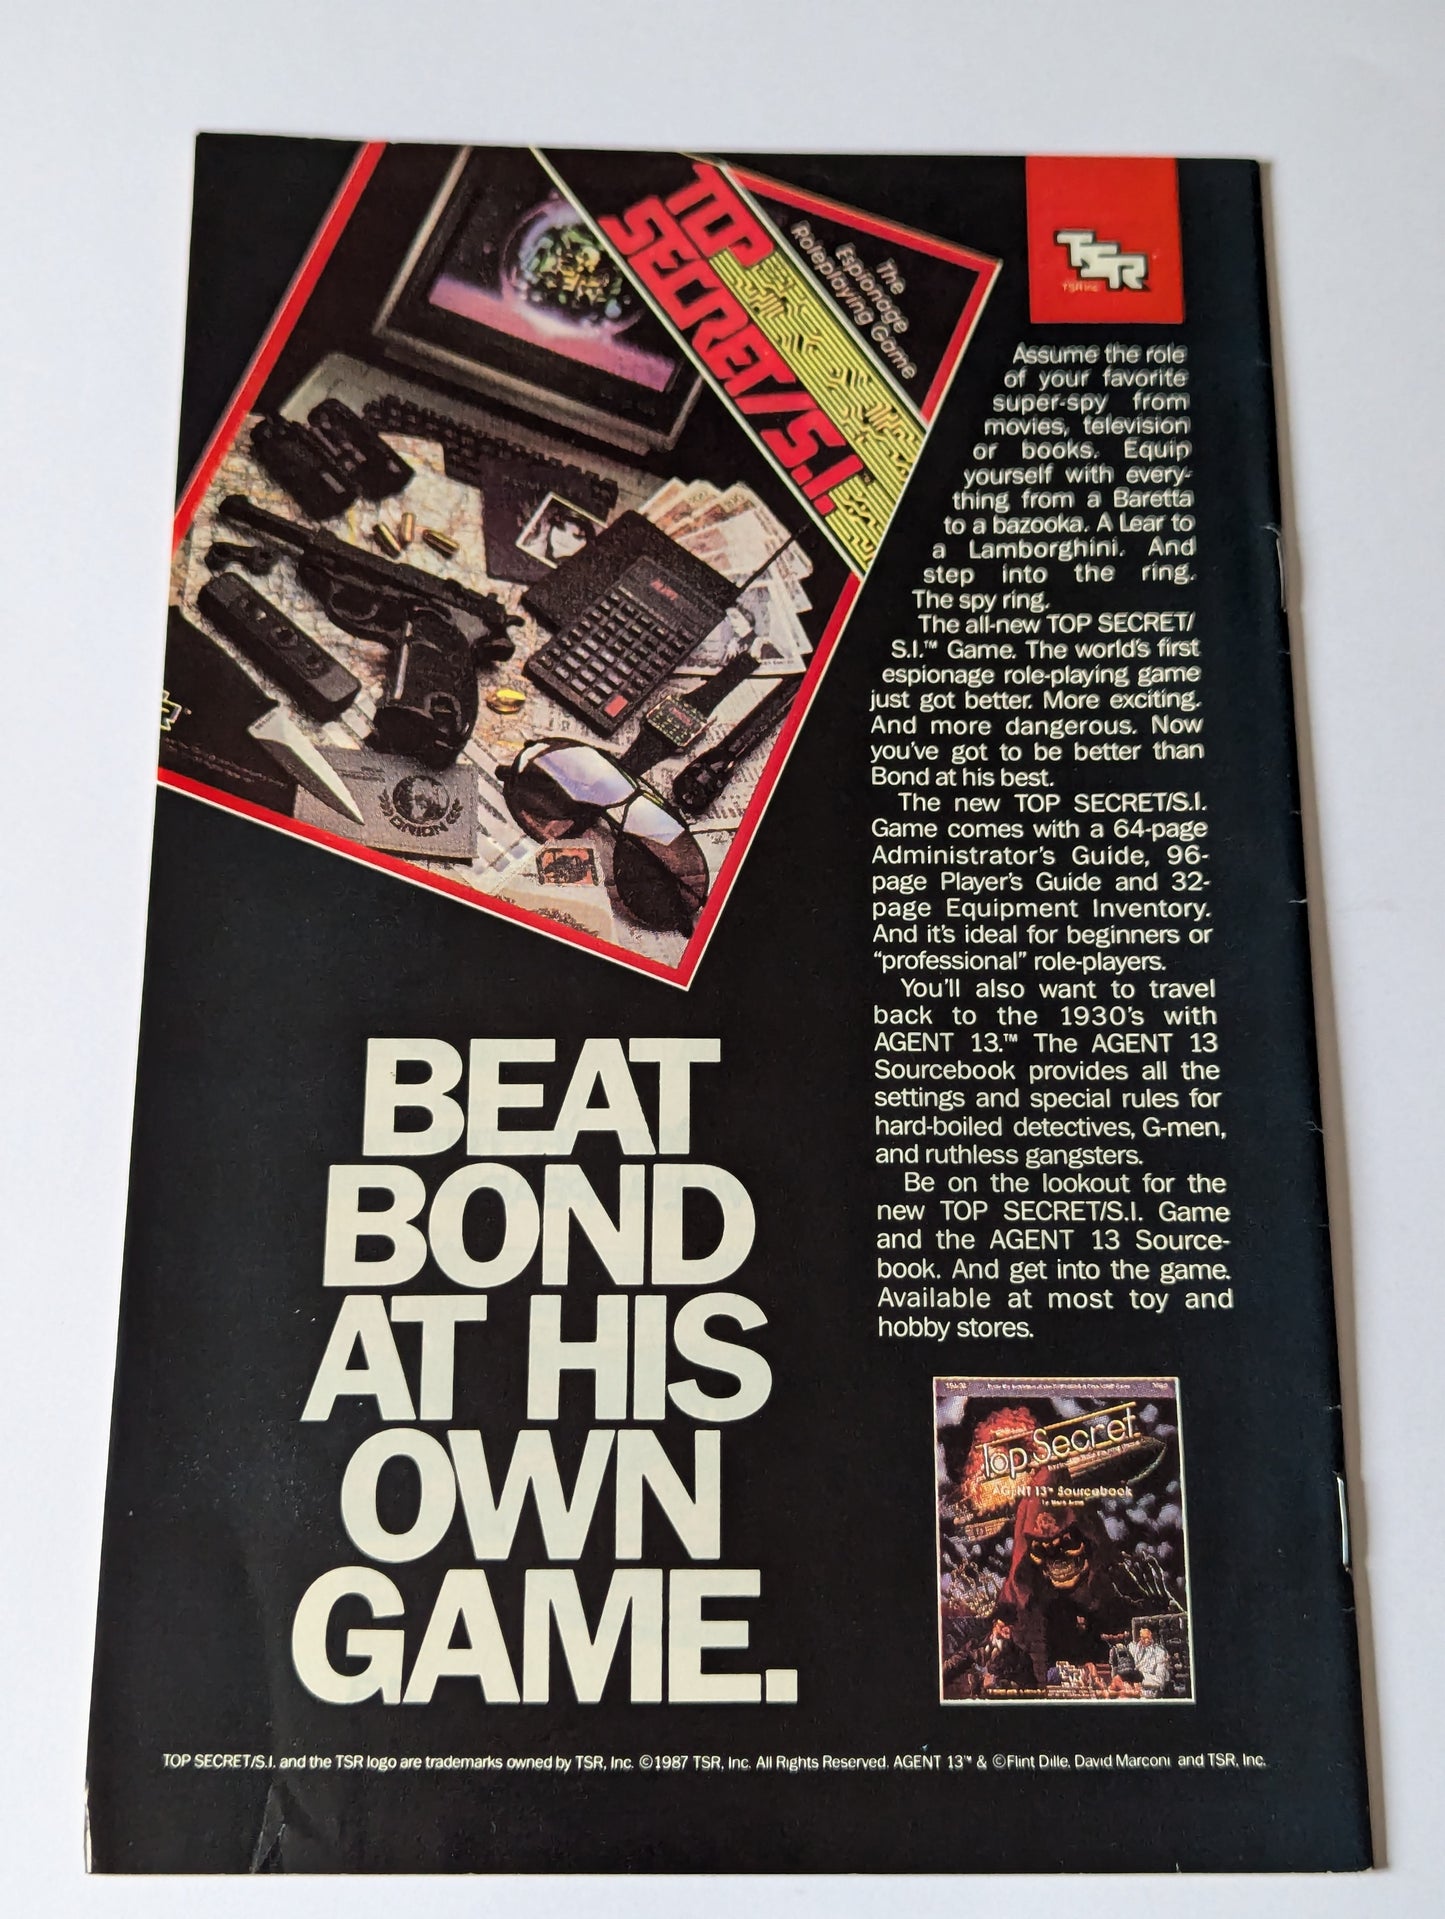 TOP
SECRET/S.I.™
The
Espionage
Roleplaying Game
TSR
TSR Inc
ORION
Assume the role
of your favorite
super-spy from
movies, television
or books. Equip
yourself with every-
thing from a Baretta
to a bazooka. A Lear to
a Lamborghini. And
step into the ring.
The spy ring.
The all-new TOP SECRET/
S.I.™ Game. The world's first
espionage role-playing game
just got better. More exciting.
And more dangerous. Now
you've got to be better than
Bond at his best.
The new TOP SECRET/S.I.
Game comes with a 64-page
Administrator's Guide, 96-
page Player's Guide and 32-
page Equipment Inventory.
And it's ideal for beginners or
“professional” role-players.
You'll also want to travel
back to the 1930's with
AGENT 13.™ The AGENT 13
Sourcebook provides all the
settings and special rules for
hard-boiled detectives, G-men,
and ruthless gangsters.
Be on the lookout for the
new TOP SECRET/S.I. Game
and the AGENT 13 Source-
book. And get into the game.
Available at most toy and
hobby stores.
BEAT
BOND
AT HIS
OWN
GAME.
Top Secret
AGENT 13™ Sourcebook
TSR
TOP SECRET/S.I. and the TSR logo are trademarks owned by TSR, Inc. ©1987 TSR, Inc. All Rights Reserved. AGENT 13™ & ©Flint Dille, David Marconi and TSR, Inc.